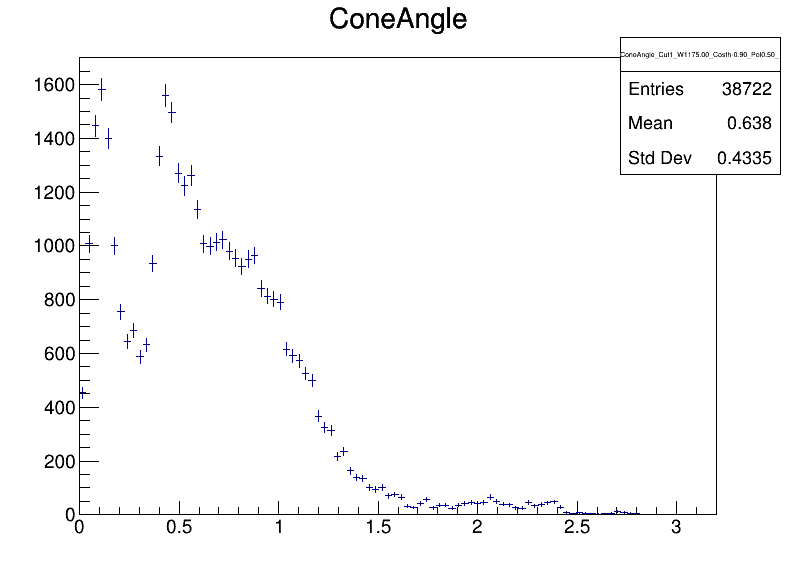 ConeAngle
ConeAngle_Cut1_W1175.00_Costh-0.90_Pol0.50_
Entries 38722
Mean 0.638
Std Dev 0.4335
1600
1400
1200
1000
800
600
400
200
0
0 0.5 1 1.5 2 2.5 3